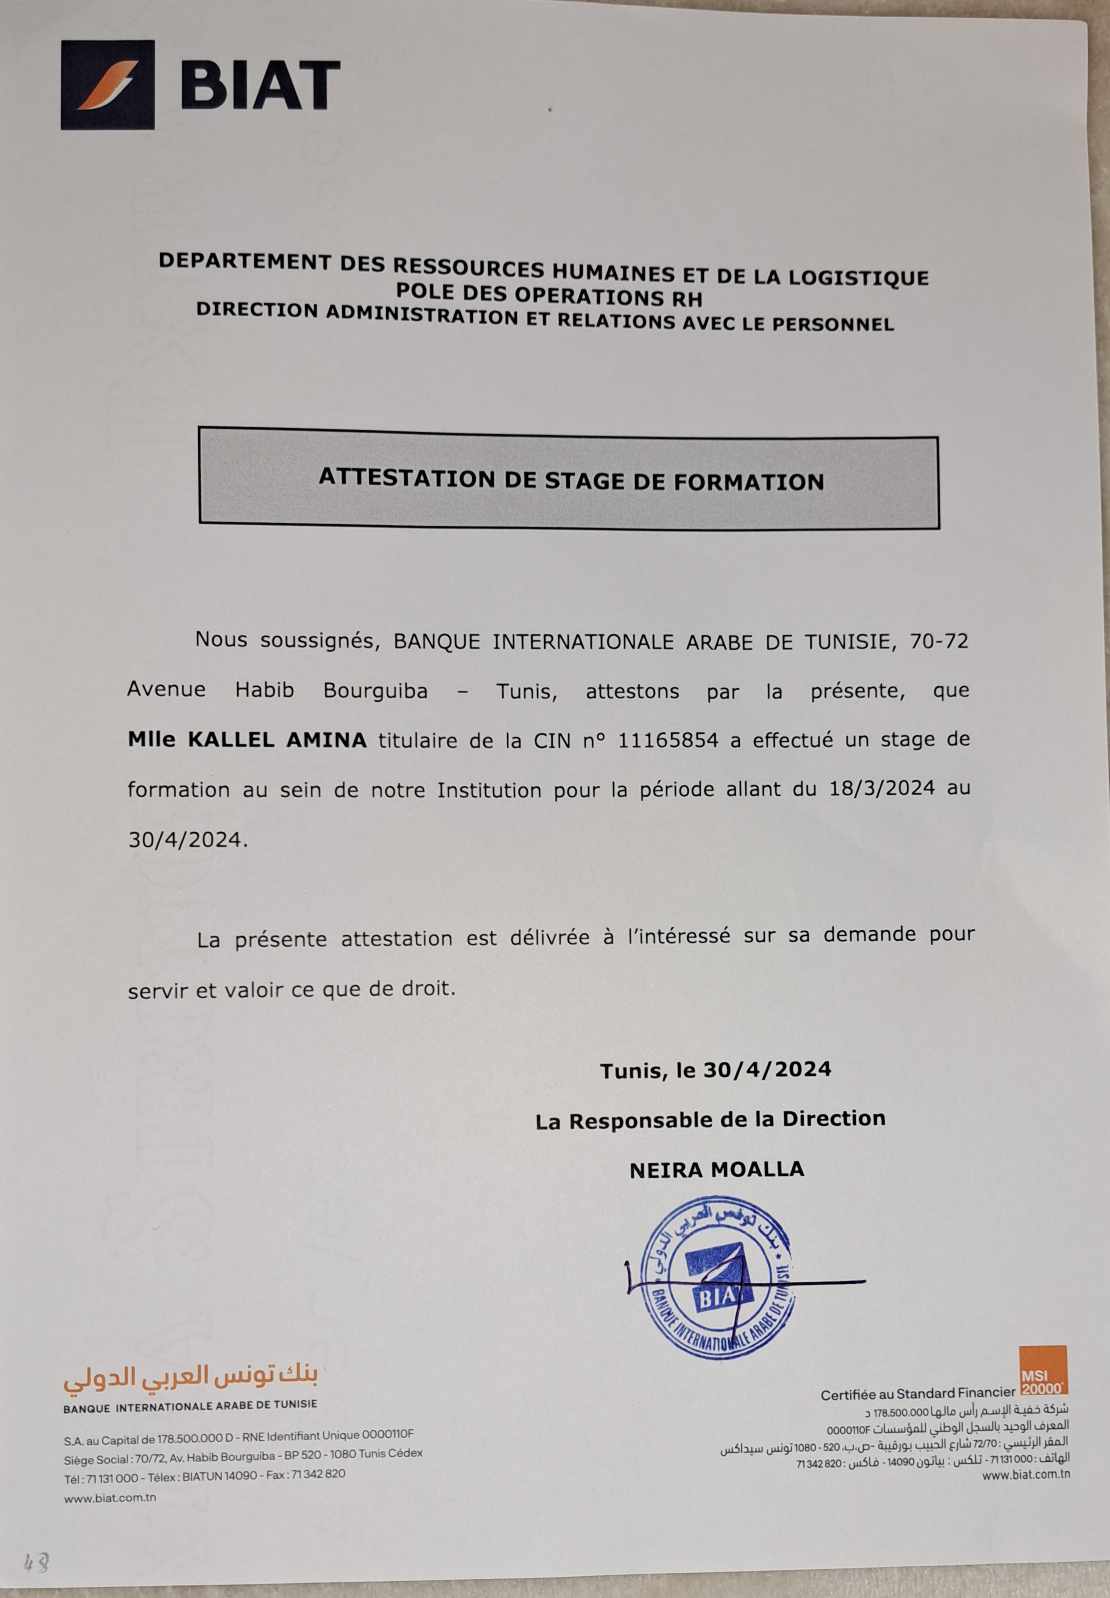 BIAT
DEPARTEMENT DES RESSOURCES HUMAINES ET DE LA LOGISTIQUE
POLE DES OPERATIONS RH
DIRECTION ADMINISTRATION ET RELATIONS AVEC LE PERSONNEL
ATTESTATION DE STAGE DE FORMATION
Nous soussignés, BANQUE INTERNATIONALE ARABE DE TUNISIE, 70-72
Avenue Habib Bourguiba – Tunis, attestons par la présente, que
Mlle KALLEL AMINA titulaire de la CIN n° 11165854 a effectué un stage de
formation au sein de notre Institution pour la période allant du 18/3/2024 au
30/4/2024.
La présente attestation est délivrée à l'intéressé sur sa demande pour
servir et valoir ce que de droit.
Tunis, le 30/4/2024
La Responsable de la Direction
NEIRA MOALLA
بنك تونس العربي الدولي
BIAT
BANQUE INTERNATIONALE ARABE DE TUNISIE
بنك تونس العربي الدولي
BANQUE INTERNATIONALE ARABE DE TUNISIE
S.A. au Capital de 178.500.000 D - RNE Identifiant Unique 0000110F
Siège Social : 70/72, Av. Habib Bourguiba - BP 520 - 1080 Tunis Cédex
Tél : 71 131 000 - Télex : BIATUN 14090 - Fax : 71 342 820
www.biat.com.tn
MSI
Certifiée au Standard Financier 20000
شركة خفية الإسم رأس مالها 178.500.000 د
المعرف الوحيد بالسجل الوطني للمؤسسات 0000110F
المقر الرئيسي : 72/70 شارع الحبيب بورقيبة -ص.ب. 520 - 1080 تونس سيداكس
الهاتف : 000 131 71 - تلكس : بياتون 14090 - فاكس : 820 342 71
www.biat.com.tn
48